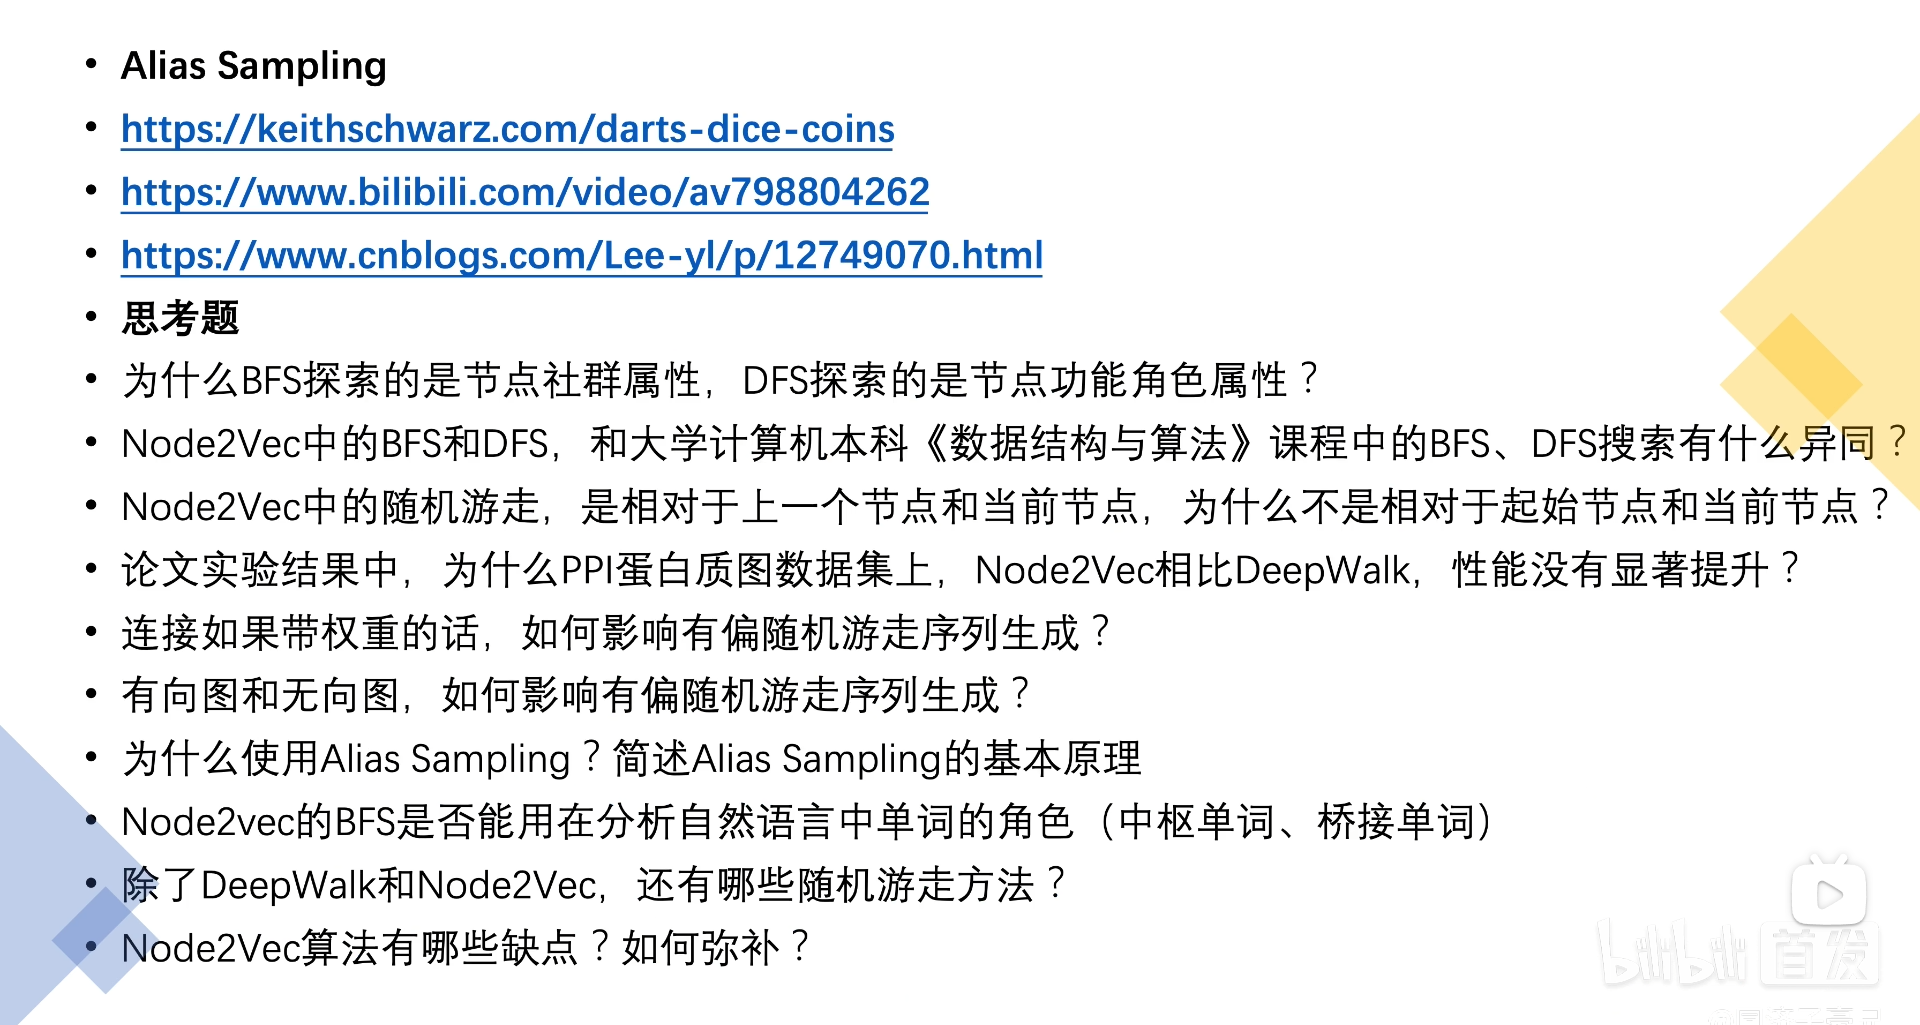 • Alias Sampling
• https://keithschwarz.com/darts-dice-coins
• https://www.bilibili.com/video/av798804262
• https://www.cnblogs.com/Lee-yl/p/12749070.html
• 思考题
• 为什么BFS探索的是节点社群属性，DFS探索的是节点功能角色属性？
• Node2Vec中的BFS和DFS，和大学计算机本科《数据结构与算法》课程中的BFS、DFS搜索有什么异同？
• Node2Vec中的随机游走，是相对于上一个节点和当前节点，为什么不是相对于起始节点和当前节点？
• 论文实验结果中，为什么PPI蛋白质图数据集上，Node2Vec相比DeepWalk，性能没有显著提升？
• 连接如果带权重的话，如何影响有偏随机游走序列生成？
• 有向图和无向图，如何影响有偏随机游走序列生成？
• 为什么使用Alias Sampling？简述Alias Sampling的基本原理
• Node2vec的BFS是否能用在分析自然语言中单词的角色（中枢单词、桥接单词）
• 除了DeepWalk和Node2Vec，还有哪些随机游走方法？
• Node2Vec算法有哪些缺点？如何弥补？
bilibili 首发